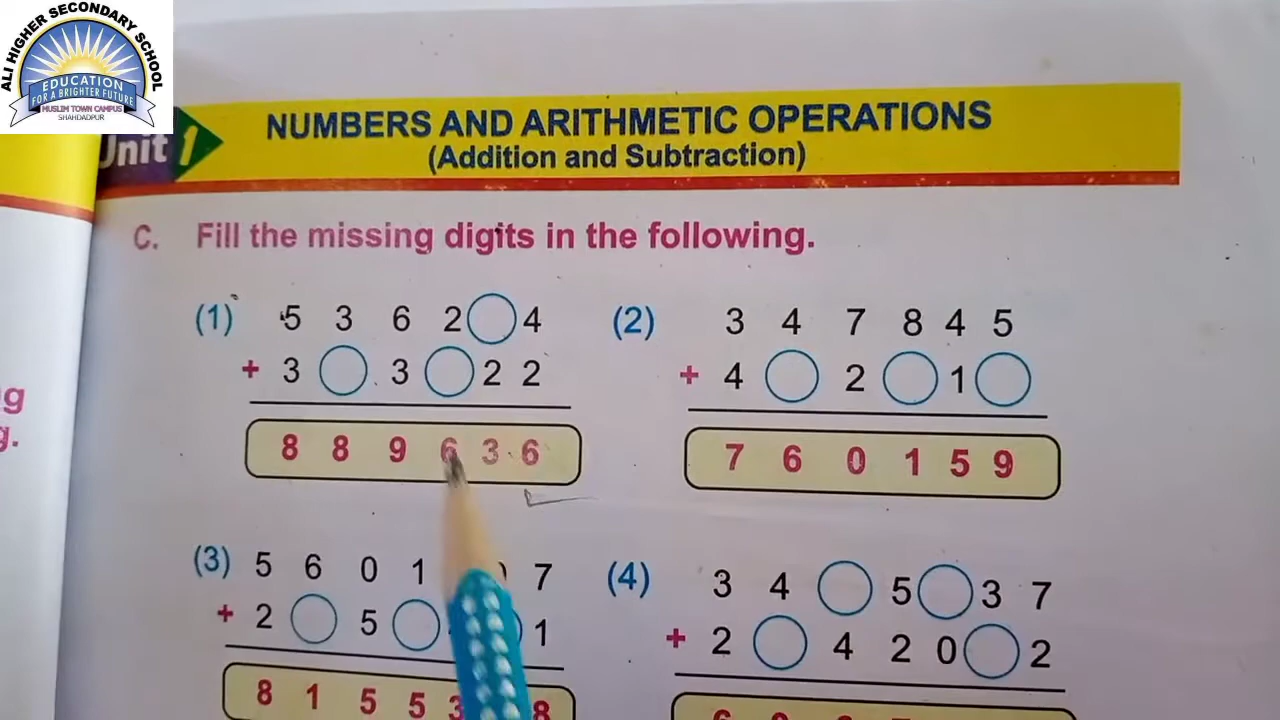 ALI HIGHER SECONDARY SCHOOL
EDUCATION
FOR A BRIGHTER FUTURE
MUSLIM TOWN CAMPUS
SHAHDADPUR
Unit 1
NUMBERS AND ARITHMETIC OPERATIONS
(Addition and Subtraction)
g
g.
C. Fill the missing digits in the following.
(1) 5 3 6 2 4
+ 3 3 2 2
8 8 9 6 3 6
(2) 3 4 7 8 4 5
+ 4 2 1
7 6 0 1 5 9
(3) 5 6 0 1 7
+ 2 5 1
8 1 5 5 3 8
(4) 3 4 5 3 7
+ 2 4 2 0 2